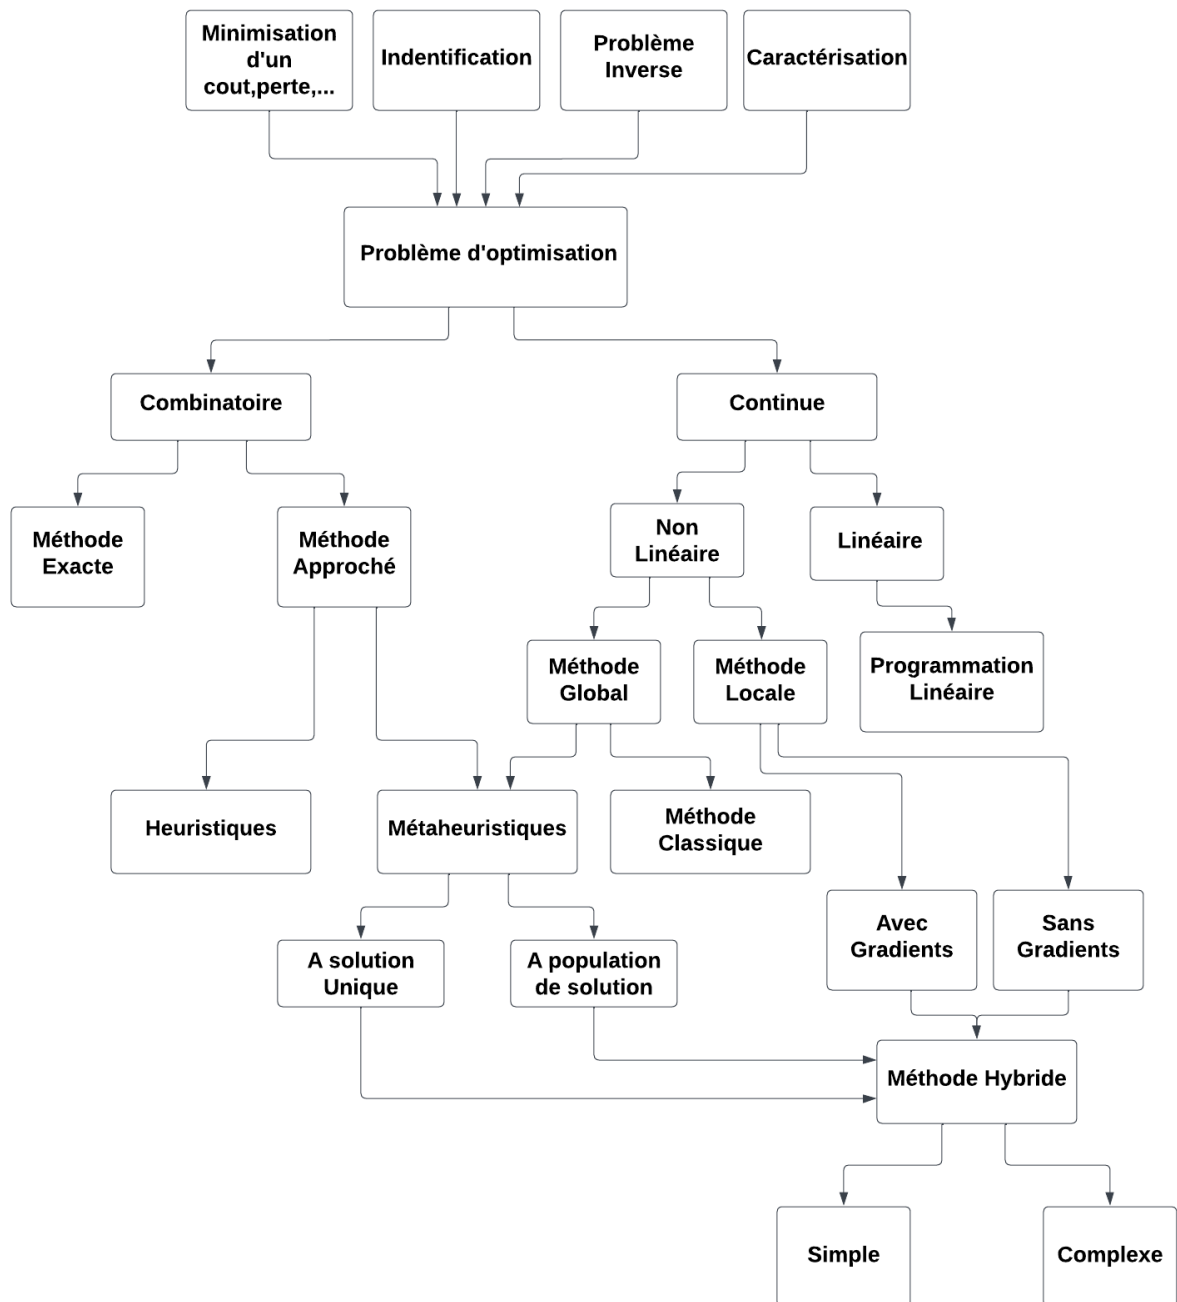 Minimisation
d'un
cout,perte,...
Indentification
Problème
Inverse
Caractérisation
Problème d'optimisation
Combinatoire
Continue
Méthode
Exacte
Méthode
Approché
Non
Linéaire
Linéaire
Méthode
Global
Méthode
Locale
Programmation
Linéaire
Heuristiques
Métaheuristiques
Méthode
Classique
A solution
Unique
A population
de solution
Avec
Gradients
Sans
Gradients
Méthode Hybride
Simple
Complexe